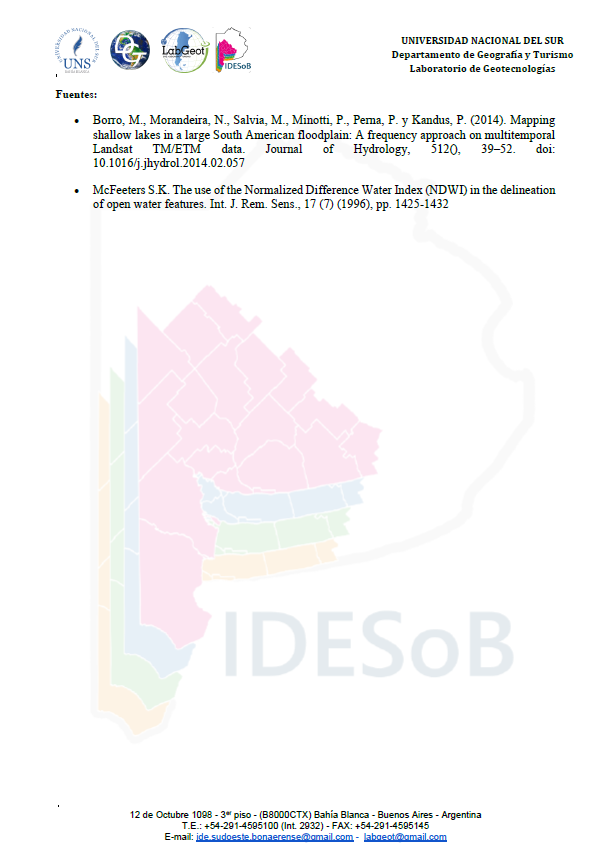 UNIVERSIDAD NACIONAL DEL SUR
UNS
DGT
LabGeot
IDESoB
UNIVERSIDAD NACIONAL DEL SUR
Departamento de Geografía y Turismo
Laboratorio de Geotecnologías
Fuentes:
• Borro, M., Morandeira, N., Salvia, M., Minotti, P., Perna, P. y Kandus, P. (2014). Mapping
shallow lakes in a large South American floodplain: A frequency approach on multitemporal
Landsat TM/ETM data. Journal of Hydrology, 512(), 39–52. doi:
10.1016/j.jhydrol.2014.02.057
• McFeeters S.K. The use of the Normalized Difference Water Index (NDWI) in the delineation
of open water features. Int. J. Rem. Sens., 17 (7) (1996), pp. 1425-1432
IDESoB
12 de Octubre 1098 - 3er piso - (B8000CTX) Bahía Blanca - Buenos Aires - Argentina
T.E.: +54-291-4595100 (Int. 2932) - FAX: +54-291-4595145
E-mail: ide.sudoeste.bonaerense@gmail.com - labgeot@gmail.com